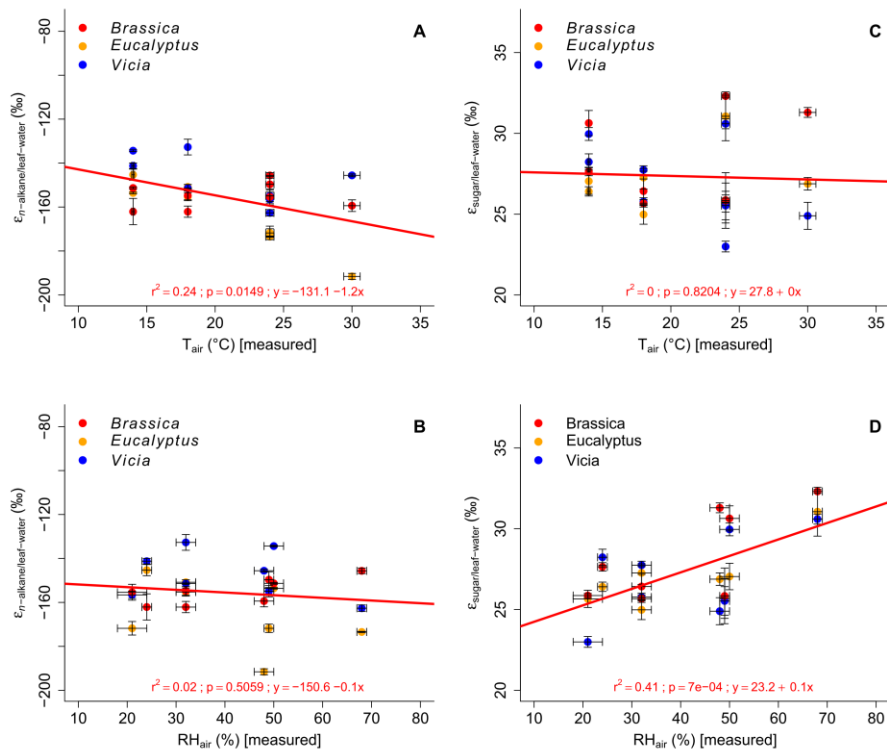 A
Brassica
Eucalyptus
Vicia
εn−alkane/leaf−water (‰)
−80
−120
−160
−200
r² = 0.24 ; p = 0.0149 ; y = −131.1 −1.2x
10 15 20 25 30 35
Tair (°C) [measured]
C
Brassica
Eucalyptus
Vicia
εsugar/leaf−water (‰)
35
30
25
20
r² = 0 ; p = 0.8204 ; y = 27.8 + 0x
10 15 20 25 30 35
Tair (°C) [measured]
B
Brassica
Eucalyptus
Vicia
εn−alkane/leaf−water (‰)
−80
−120
−160
−200
r² = 0.02 ; p = 0.5059 ; y = −150.6 −0.1x
10 20 30 40 50 60 70 80
RHair (%) [measured]
D
Brassica
Eucalyptus
Vicia
εsugar/leaf−water (‰)
35
30
25
20
r² = 0.41 ; p = 7e−04 ; y = 23.2 + 0.1x
10 20 30 40 50 60 70 80
RHair (%) [measured]